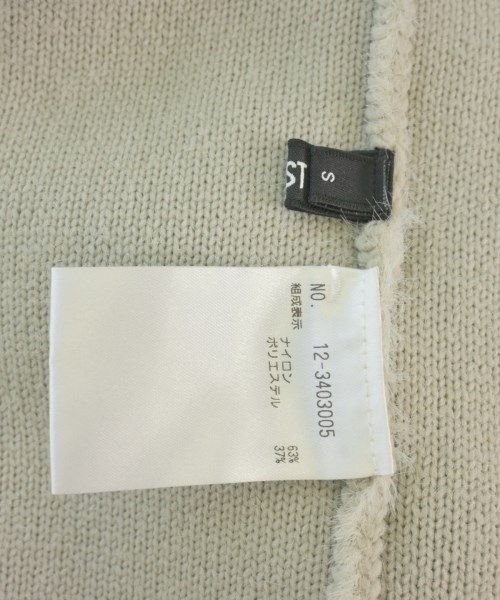 ST
S
NO. 12-3403005
組成表示
ナイロン 63%
ポリエステル 37%